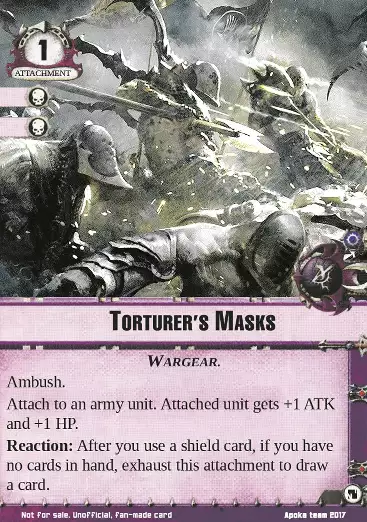 1
ATTACHMENT
TORTURER'S MASKS
WARGEAR.
Ambush.
Attach to an army unit. Attached unit gets +1 ATK
and +1 HP.
Reaction: After you use a shield card, if you have
no cards in hand, exhaust this attachment to draw
a card.
Not for sale. Unofficial, fan-made card
Apoka team 2017